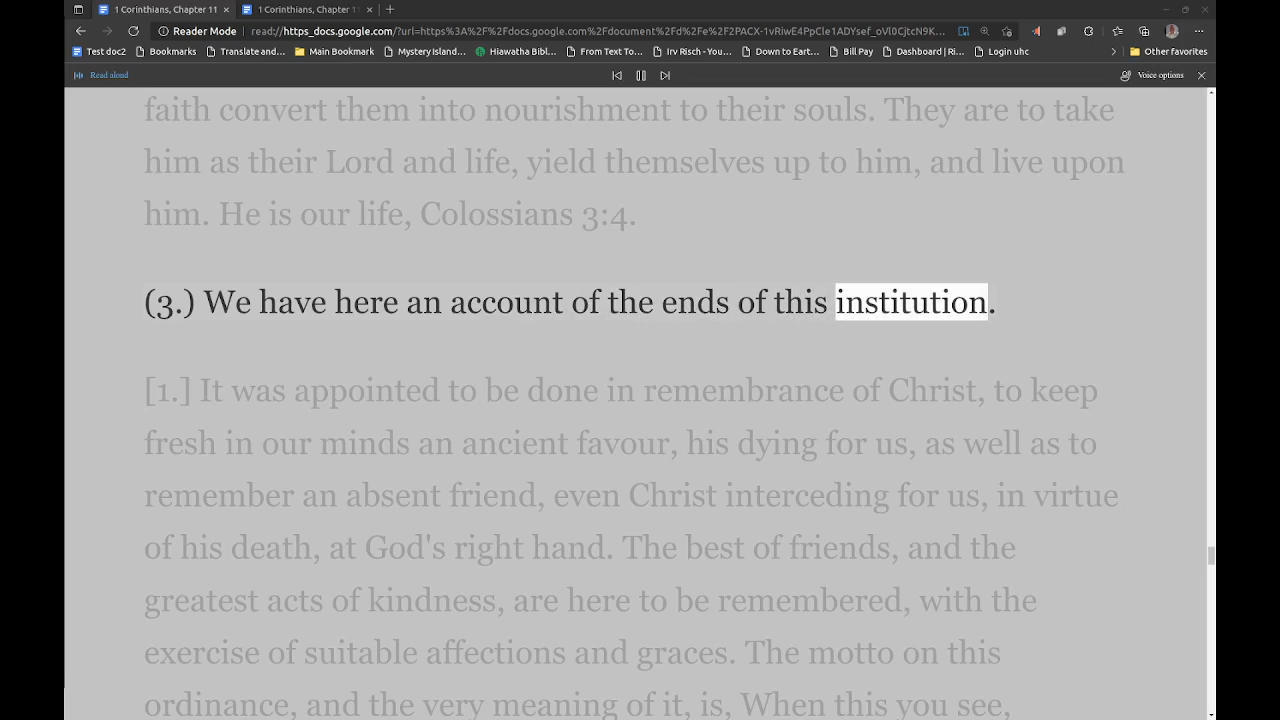 1 Corinthians, Chapter 11
1 Corinthians, Chapter 11
Reader Mode
read://https_docs.google.com/?url=https%3A%2F%2Fdocs.google.com%2Fdocument%2Fd%2Fe%2F2PACX-1vRiwE4PpCle1ADYsef_oVl0CjtcN9K...
Test doc2 Bookmarks Translate and... Main Bookmark Mystery Island... Hiawatha Bibl... From Text To... Irv Risch - You... Down to Eart... Bill Pay Dashboard | Ri... Login uhc Other favorites
Read aloud Voice options
faith convert them into nourishment to their souls. They are to take
him as their Lord and life, yield themselves up to him, and live upon
him. He is our life, Colossians 3:4.
(3.) We have here an account of the ends of this institution.
[1.] It was appointed to be done in remembrance of Christ, to keep
fresh in our minds an ancient favour, his dying for us, as well as to
remember an absent friend, even Christ interceding for us, in virtue
of his death, at God's right hand. The best of friends, and the
greatest acts of kindness, are here to be remembered, with the
exercise of suitable affections and graces. The motto on this
ordinance, and the very meaning of it, is, When this you see,